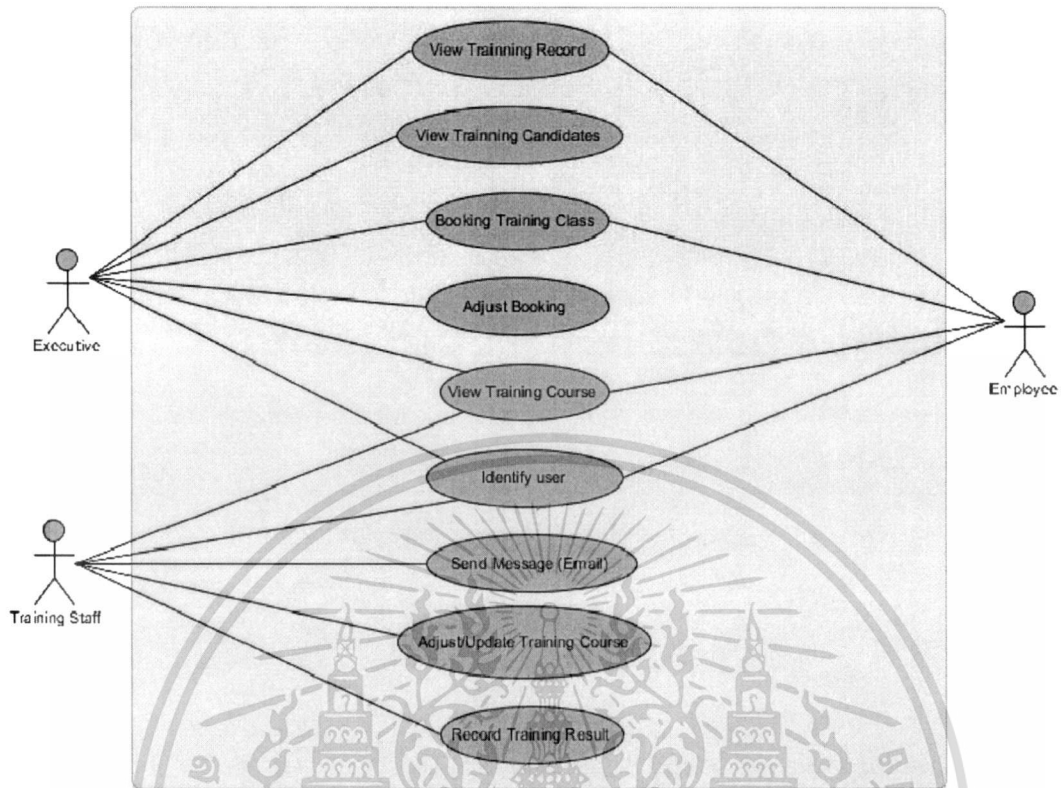 View Trainning Record
View Trainning Candidates
Booking Training Class
Adjust Booking
Executive
Employee
View Training Course
Identify user
Training Staff
Send Message (Email)
Adjust/Update Training Course
Record Training Result